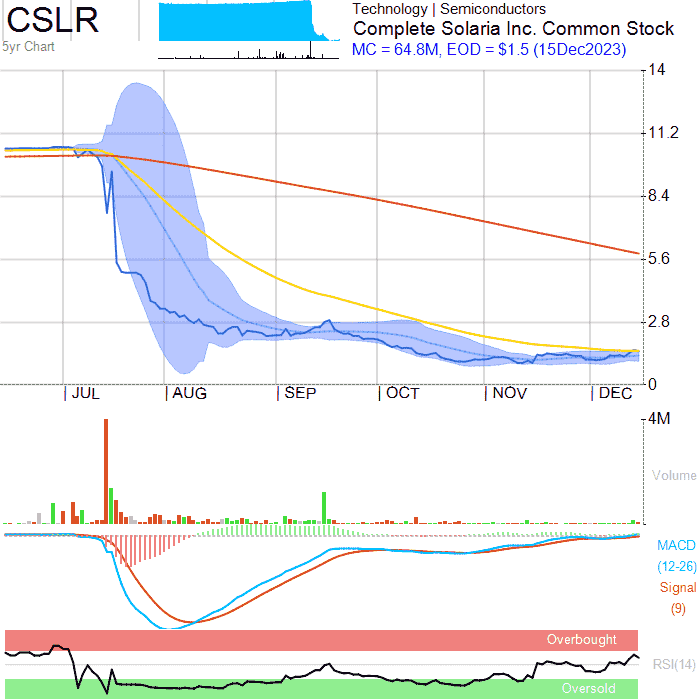 CSLR
5yr Chart
Technology | Semiconductors
Complete Solaria Inc. Common Stock
MC = 64.8M, EOD = $1.5 (15Dec2023)
14
11.2
8.4
5.6
2.8
0
JUL AUG SEP OCT NOV DEC
4M
Volume
MACD
(12-26)
Signal
(9)
Overbought
RSI(14)
Oversold